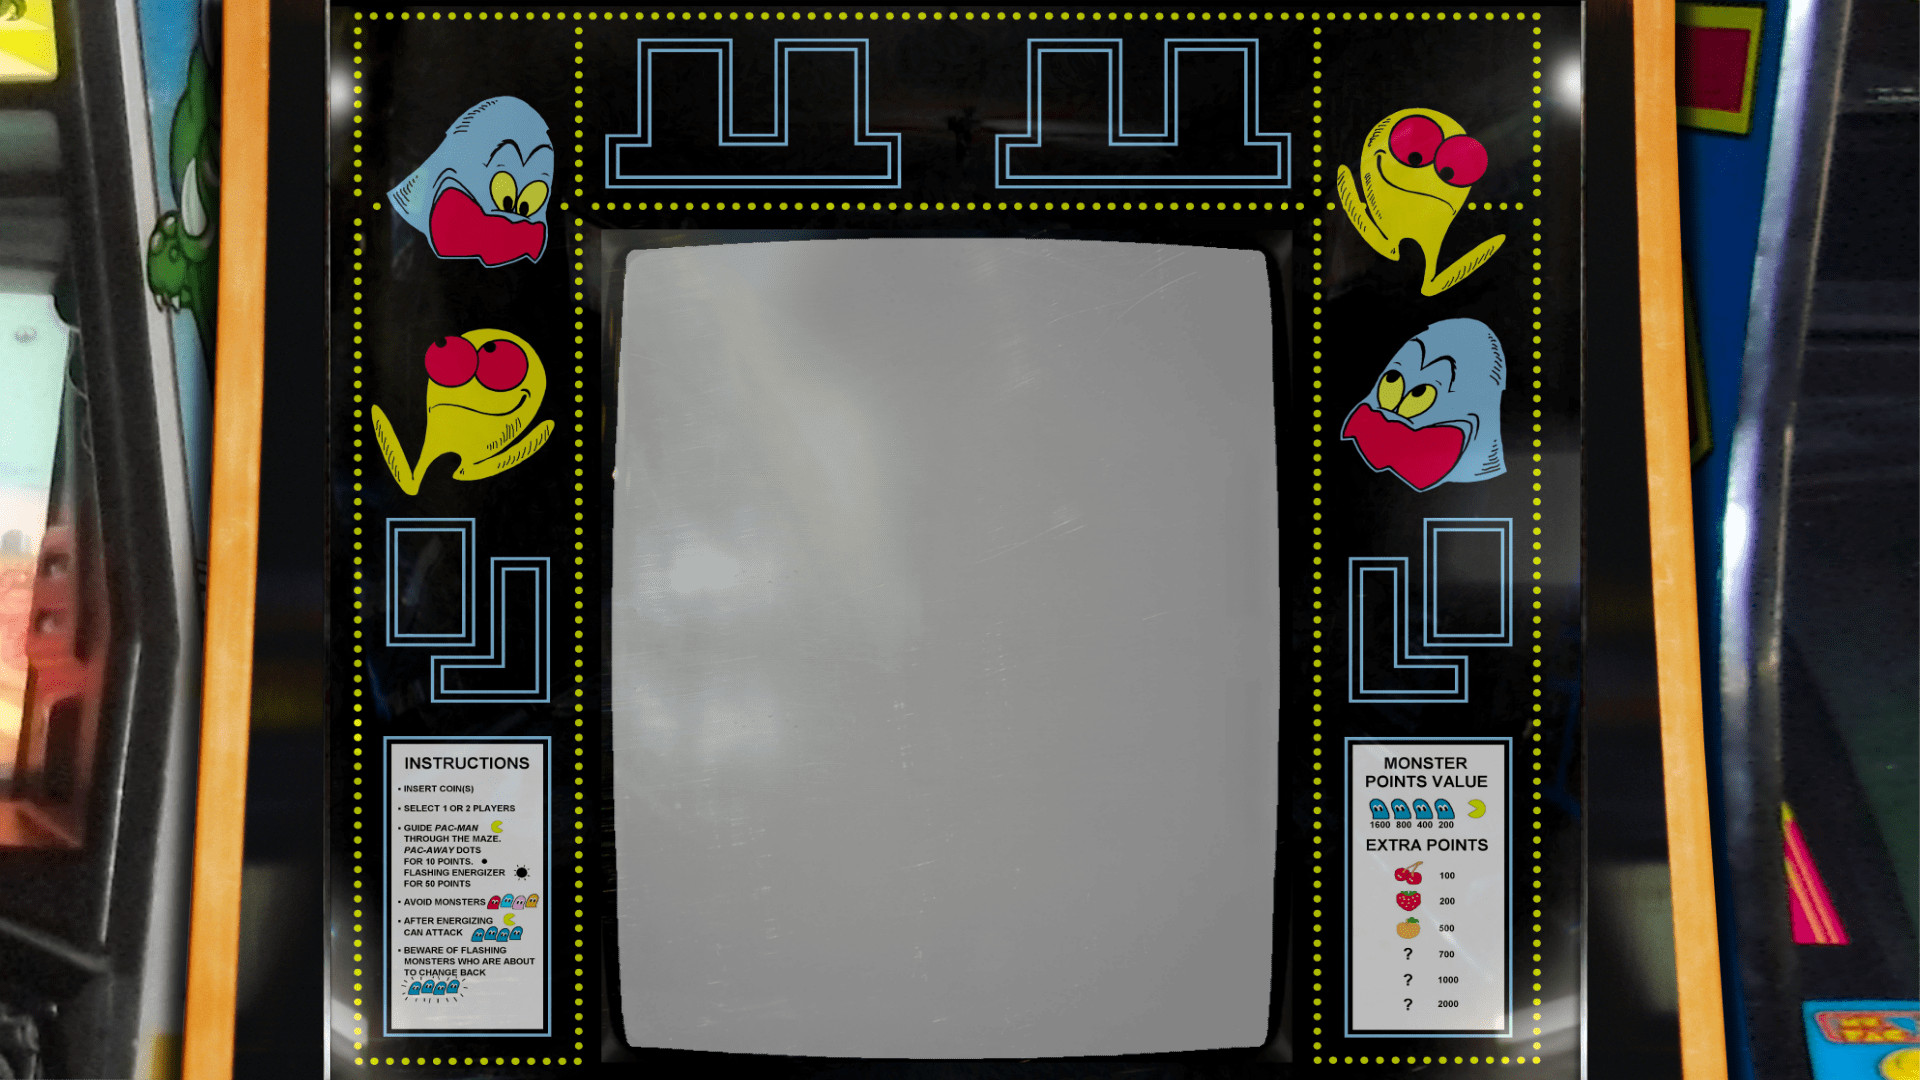 INSTRUCTIONS
• INSERT COIN(S)
• SELECT 1 OR 2 PLAYERS
• GUIDE PAC-MAN
THROUGH THE MAZE.
PAC-AWAY DOTS
FOR 10 POINTS.
FLASHING ENERGIZER
FOR 50 POINTS
• AVOID MONSTERS
• AFTER ENERGIZING
CAN ATTACK
• BEWARE OF FLASHING
MONSTERS WHO ARE ABOUT
TO CHANGE BACK
MONSTER
POINTS VALUE
1600 800 400 200
EXTRA POINTS
100
200
500
? 700
? 1000
? 2000